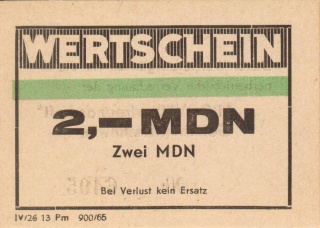 WERTSCHEIN
2,— MDN
Zwei MDN
Bei Verlust kein Ersatz
IV/26 13 Pm 900/65